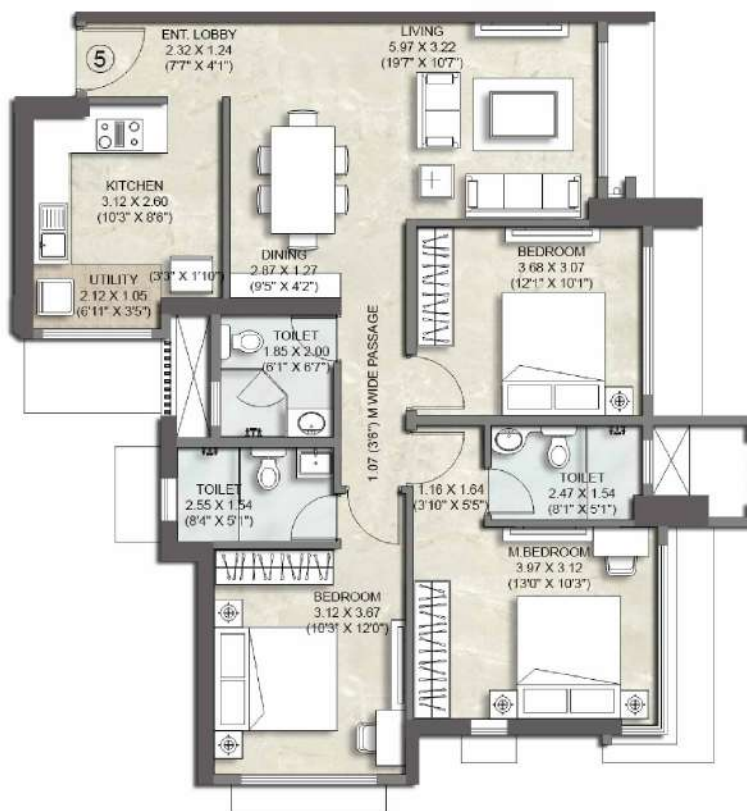 5
ENT. LOBBY
2.32 X 1.24
(7'7" X 4'1")
LIVING
5.97 X 3.22
(19'7" X 10'7")
KITCHEN
3.12 X 2.60
(10'3" X 8'6")
DINING
2.87 X 1.27
(9'5" X 4'2")
BEDROOM
3.68 X 3.07
(12'1" X 10'1")
UTILITY
2.12 X 1.05
(6'11" X 3'5")
(3'3" X 1'10")
TOILET
1.85 X 2.00
(6'1" X 6'7")
1.07 (3'6") M.WIDE PASSAGE
TOILET
2.55 X 1.54
(8'4" X 5'1")
1.16 X 1.64
(3'10" X 5'5")
TOILET
2.47 X 1.54
(8'1" X 5'1")
M.BEDROOM
3.97 X 3.12
(13'0" X 10'3")
BEDROOM
3.12 X 3.67
(10'3" X 12'0")